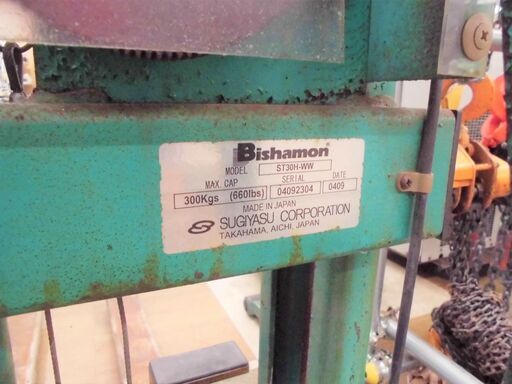 Bishamon
MODEL ST30H-WW
MAX. CAP SERIAL DATE
300Kgs (660lbs) 04092304 0409
MADE IN JAPAN
SUGIYASU CORPORATION
TAKAHAMA, AICHI, JAPAN